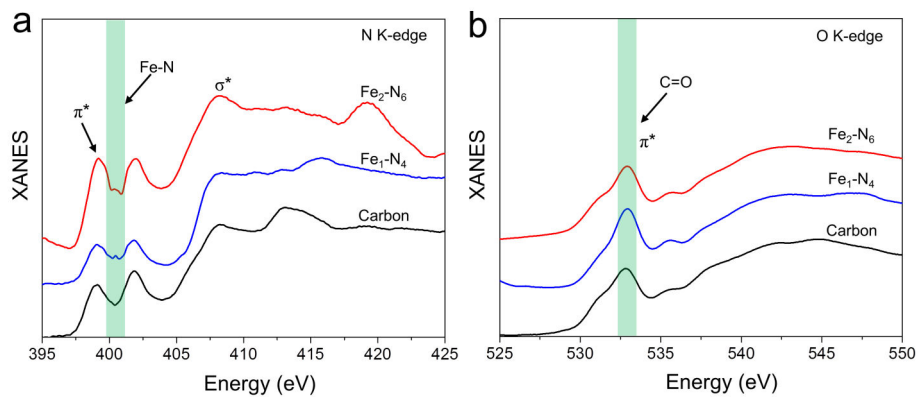 a
N K-edge
Fe-N
σ*
Fe₂-N₆
π*
Fe₁-N₄
Carbon
XANES
395 400 405 410 415 420 425
Energy (eV)
b
O K-edge
C=O
π*
Fe₂-N₆
Fe₁-N₄
Carbon
XANES
525 530 535 540 545 550
Energy (eV)